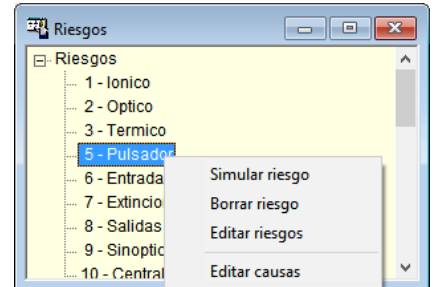 Riesgos
Riesgos
1 - Ionico
2 - Optico
3 - Termico
5 - Pulsador
6 - Entrada
7 - Extincio
8 - Salidas
9 - Sinoptic
10 - Central
Simular riesgo
Borrar riesgo
Editar riesgos
Editar causas